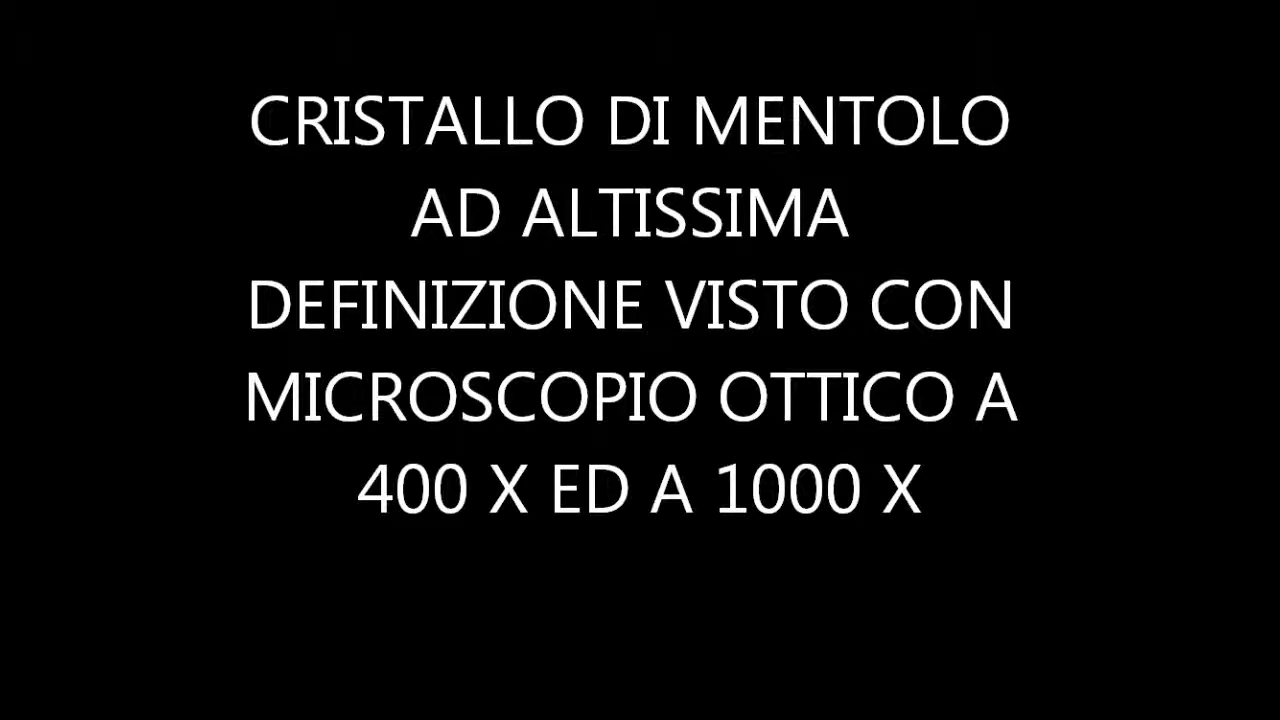 CRISTALLO DI MENTOLO
AD ALTISSIMA
DEFINIZIONE VISTO CON
MICROSCOPIO OTTICO A
400 X ED A 1000 X